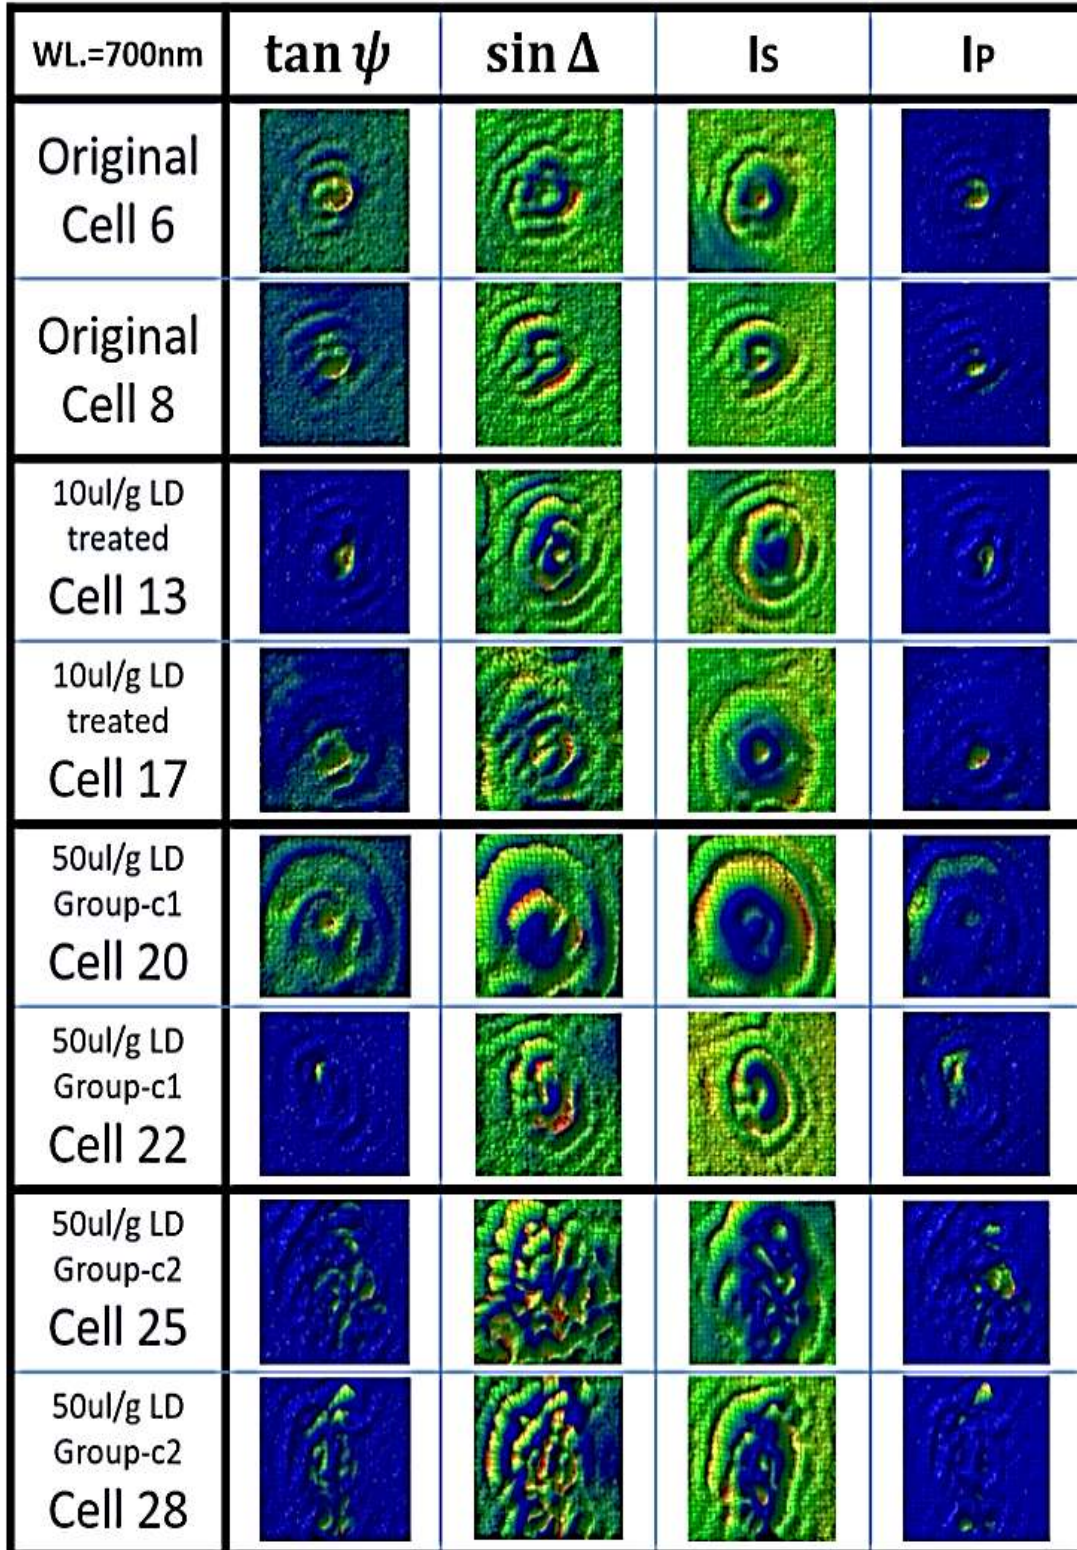 WL.=700nm tan ψ sin Δ Is IP
Original
Cell 6
Original
Cell 8
10ul/g LD
treated
Cell 13
10ul/g LD
treated
Cell 17
50ul/g LD
Group-c1
Cell 20
50ul/g LD
Group-c1
Cell 22
50ul/g LD
Group-c2
Cell 25
50ul/g LD
Group-c2
Cell 28